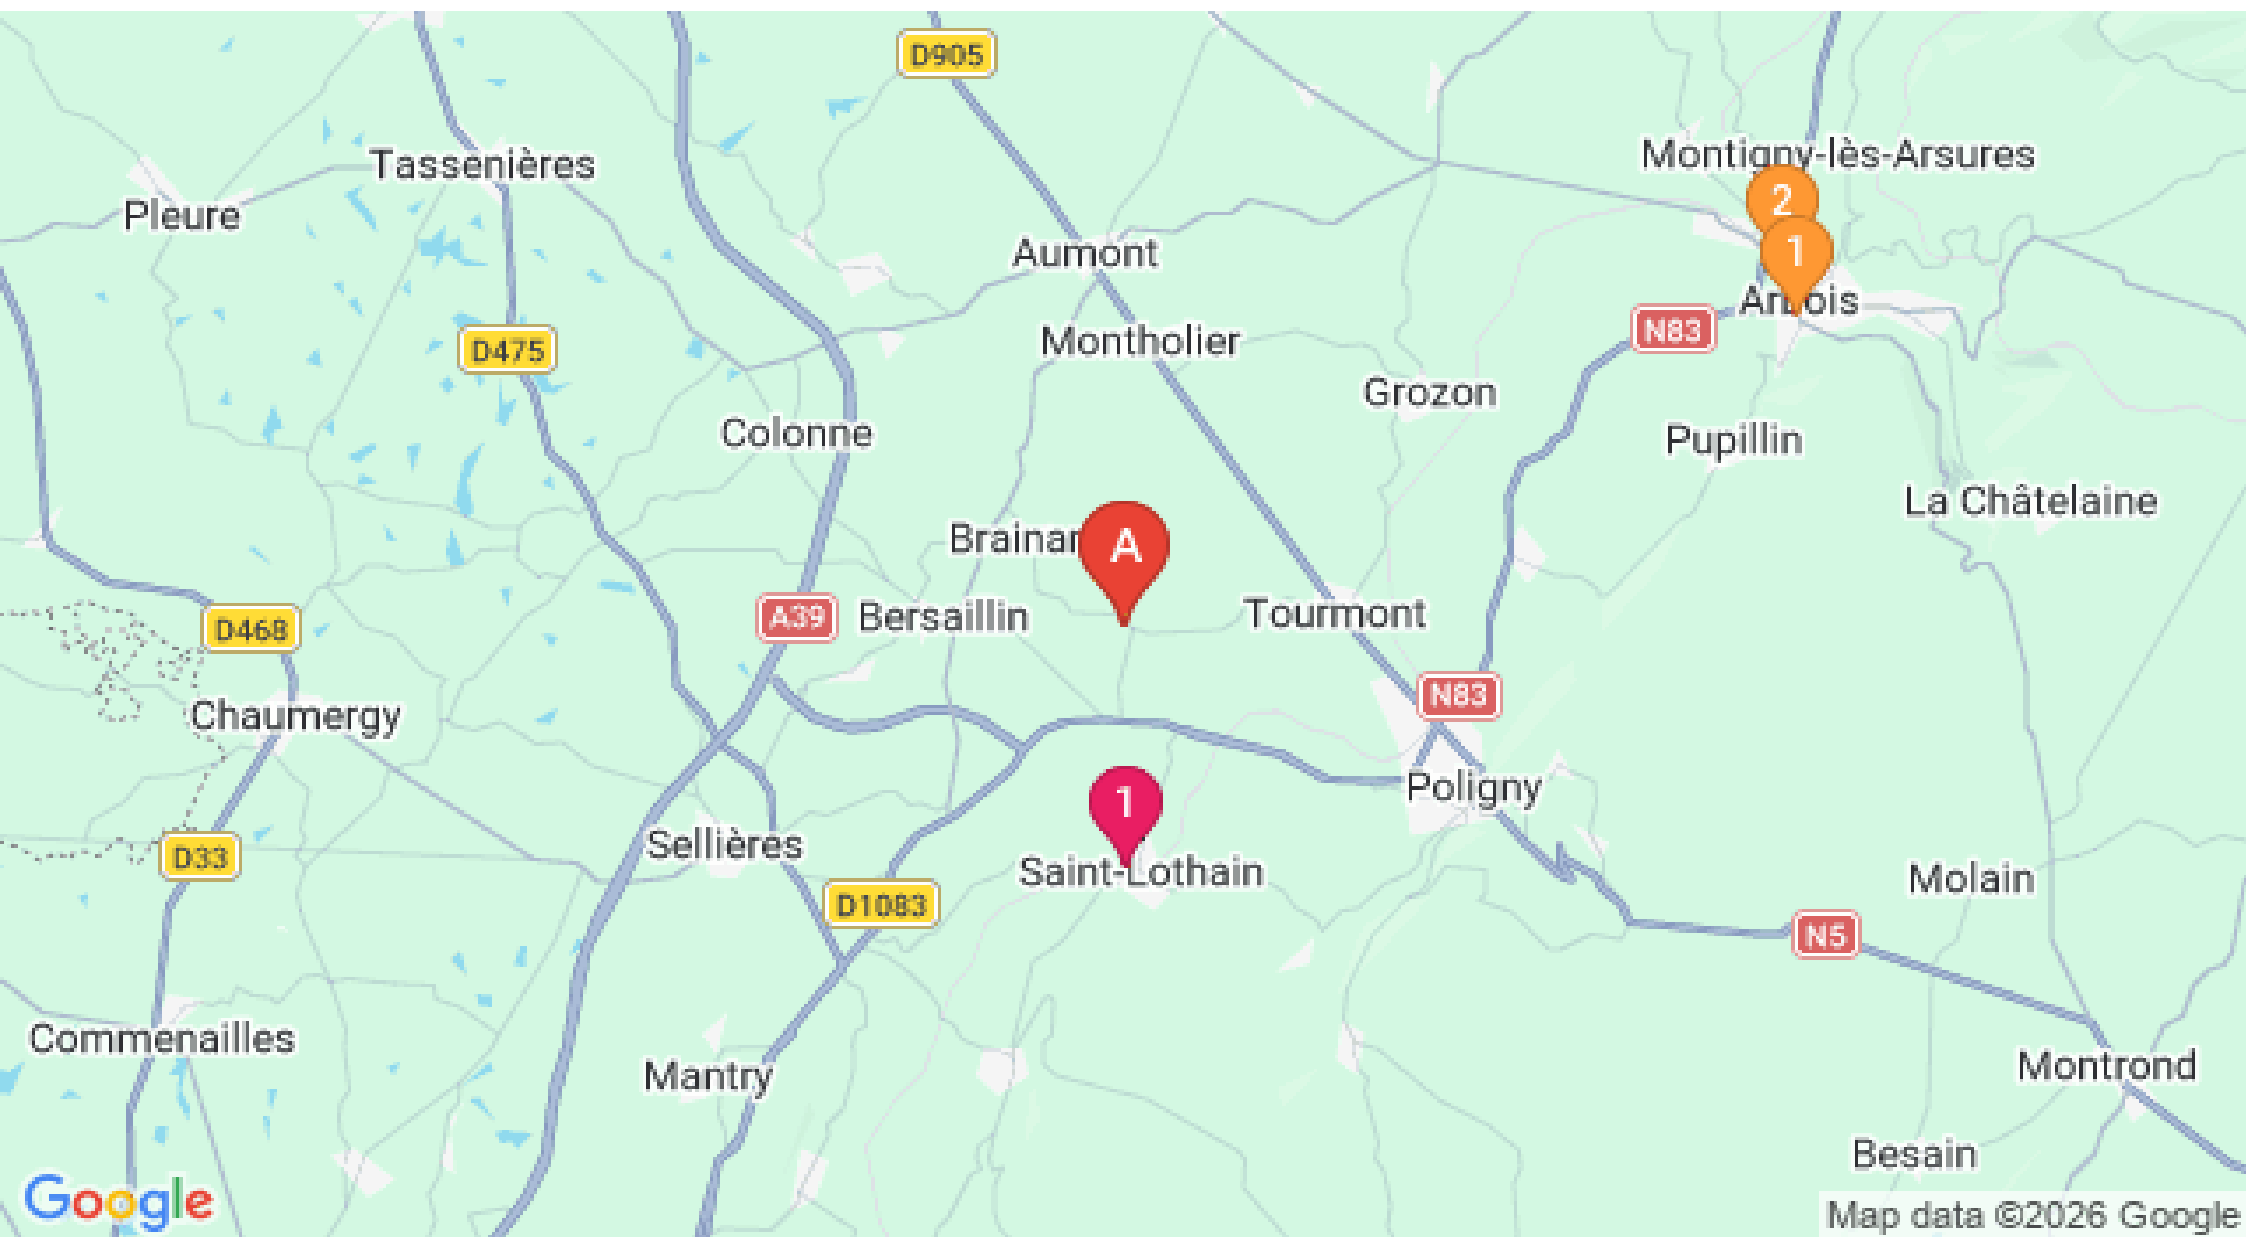 D905
Montigny-lès-Arsures
Tassenières
2
Pleure
Aumont
1
Arbois
N83
Montholier
D475
Grozon
Colonne
Pupillin
La Châtelaine
A
A39
Bersaillin
Tourmont
D468
N83
Chaumergy
Poligny
1
Sellières
D33
Saint-Lothain
Molain
D1083
N5
Commenailles
Mantry
Montrond
Besain
Google
Map data ©2026 Google